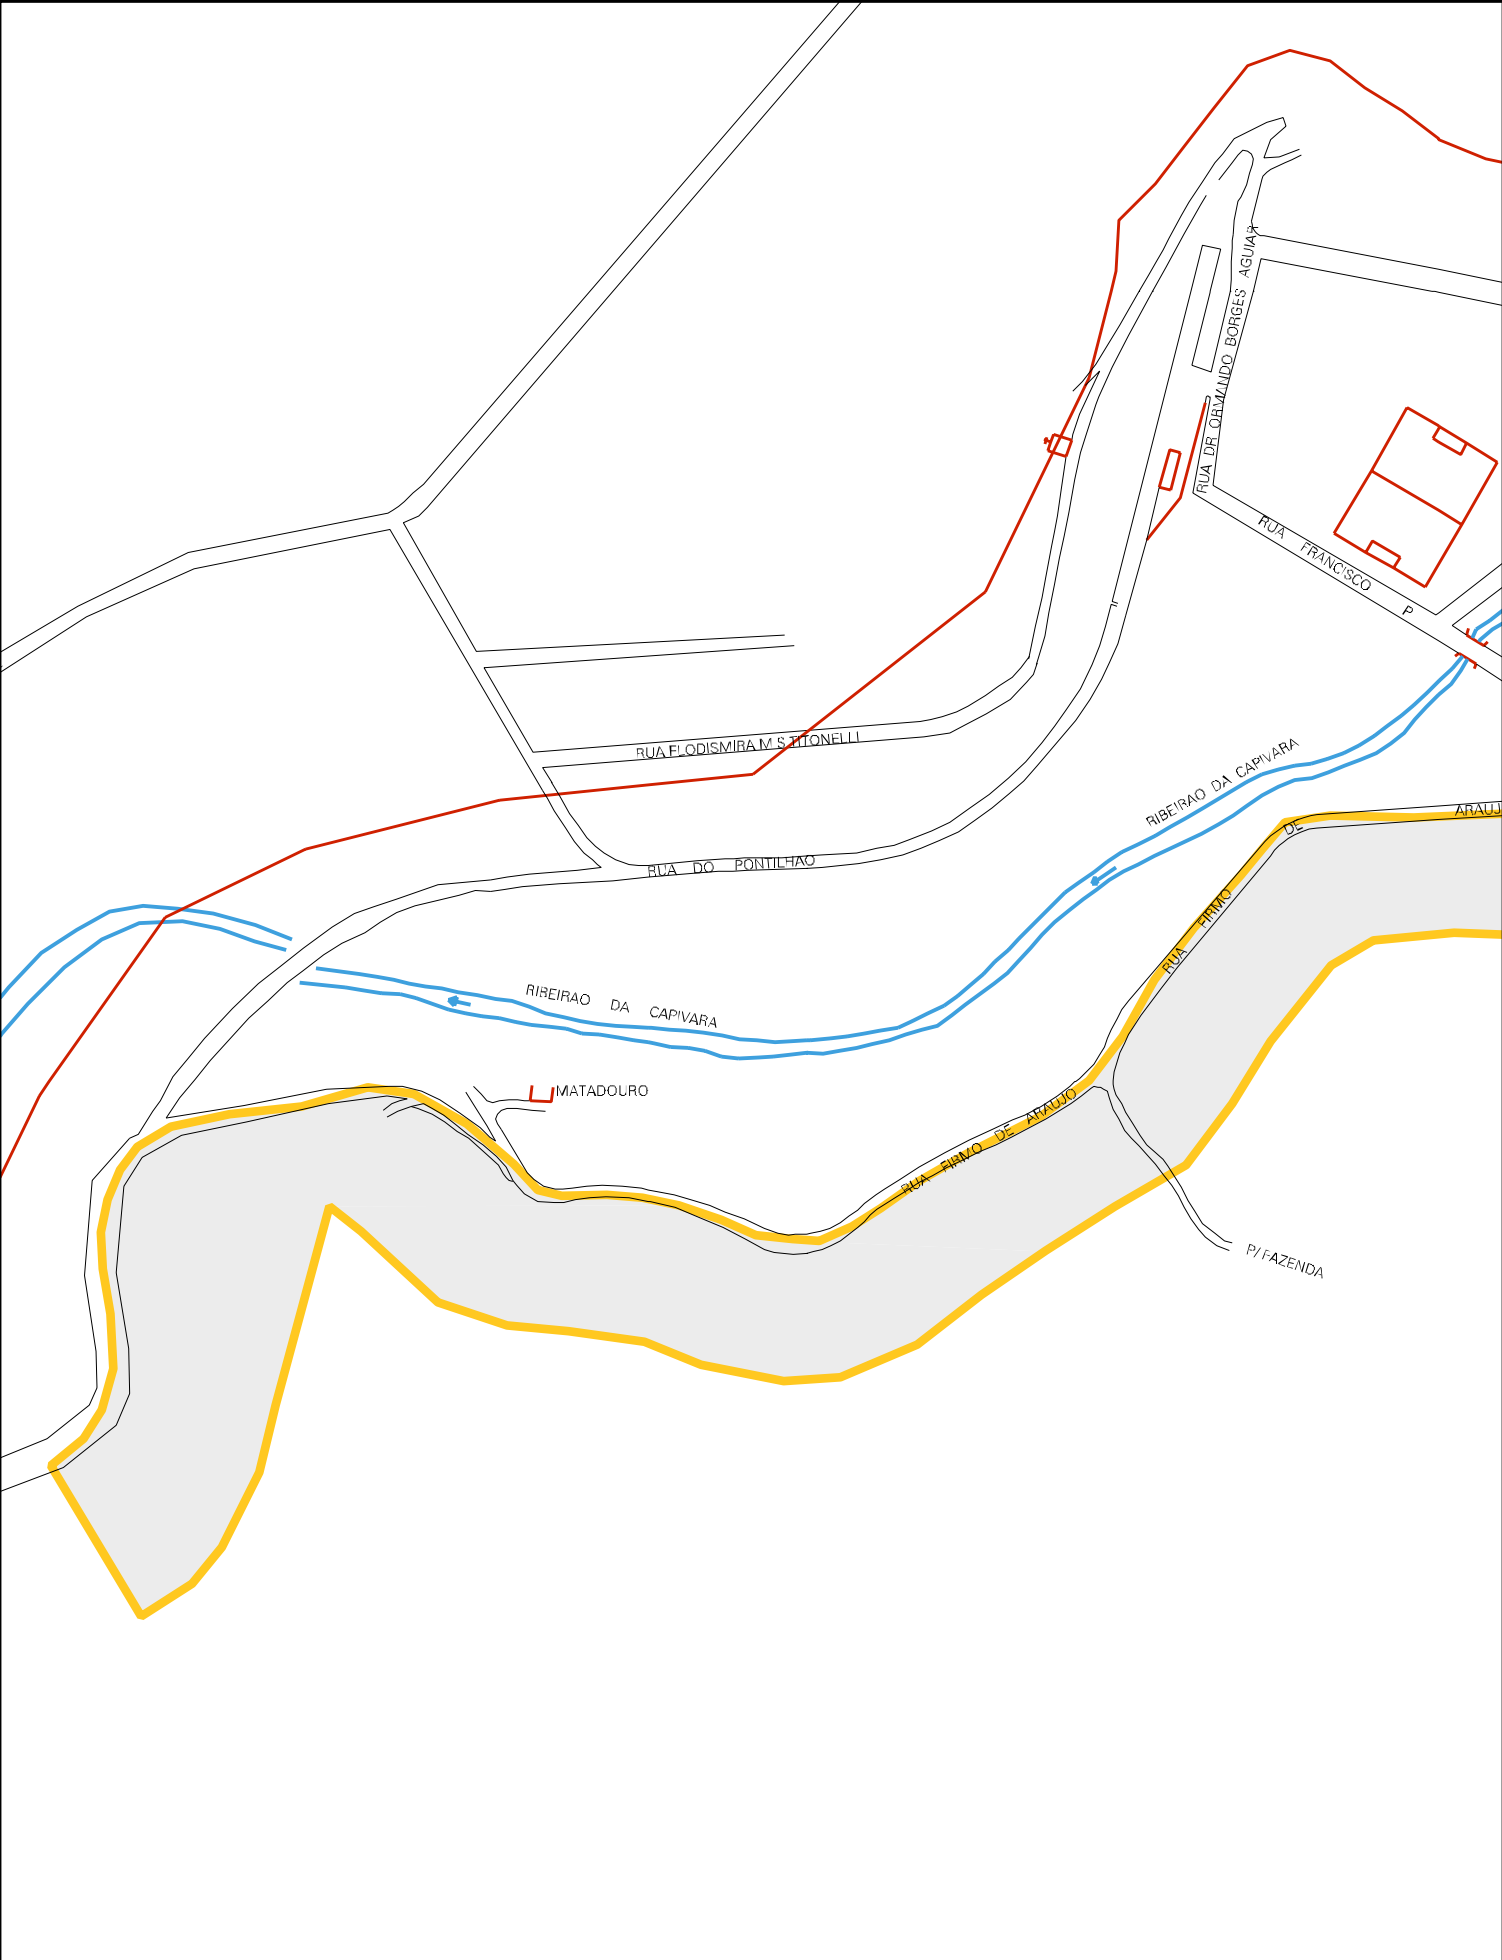 RUA DR ORMANDO BORGES AGUIAR
RUA FRANCISCO P
RUA FLODISMIRA M S TITONELLI
RIBEIRAO DA CAPIVARA
RUA FIRMO DE ARAUJ
RUA DO PONTILHAO
RIBEIRAO DA CAPIVARA
MATADOURO
RUA FIRMO DE ARAUJO
P/ FAZENDA